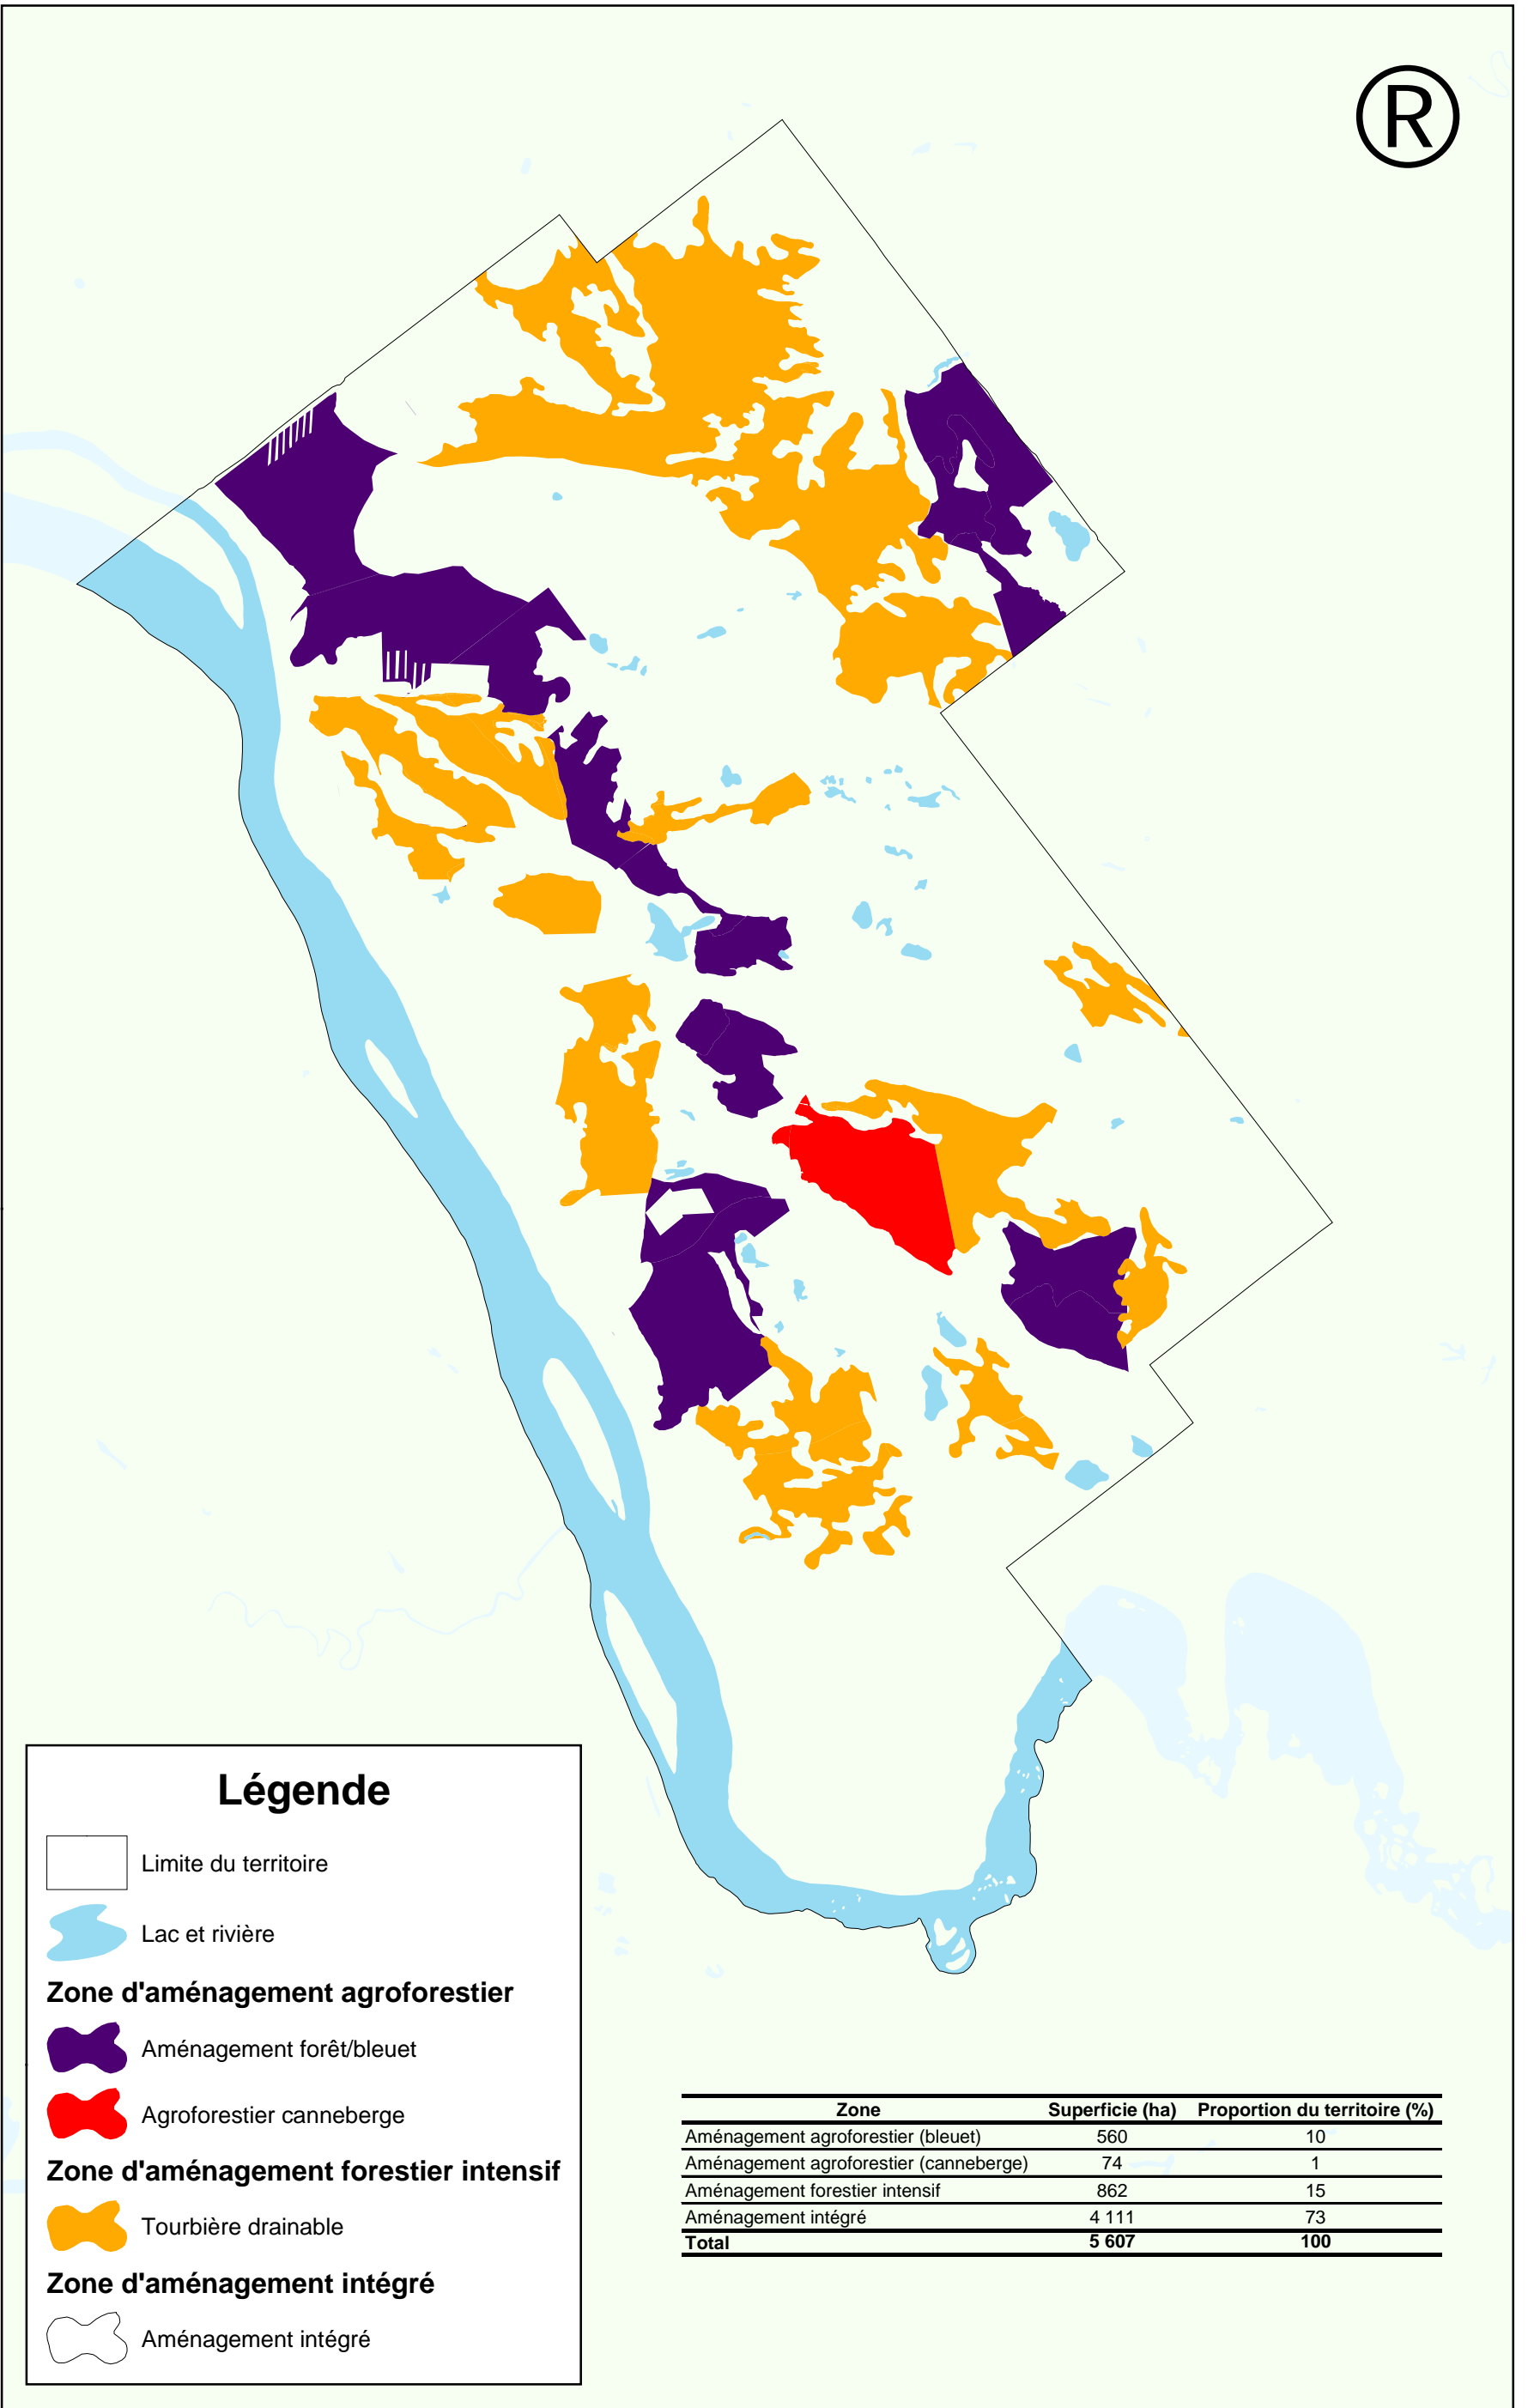 ®
Légende
Limite du territoire
Lac et rivière
Zone d'aménagement agroforestier
Aménagement forêt/bleuet
Agroforestier canneberge
Zone d'aménagement forestier intensif
Tourbière drainable
Zone d'aménagement intégré
Aménagement intégré
Zone Superficie (ha) Proportion du territoire (%)
Aménagement agroforestier (bleuet) 560 10
Aménagement agroforestier (canneberge) 74 1
Aménagement forestier intensif 862 15
Aménagement intégré 4 111 73
Total 5 607 100